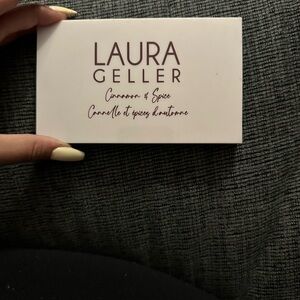 LAURA
GELLER
Cinnamon & Spice
Cannelle et épices d'automne